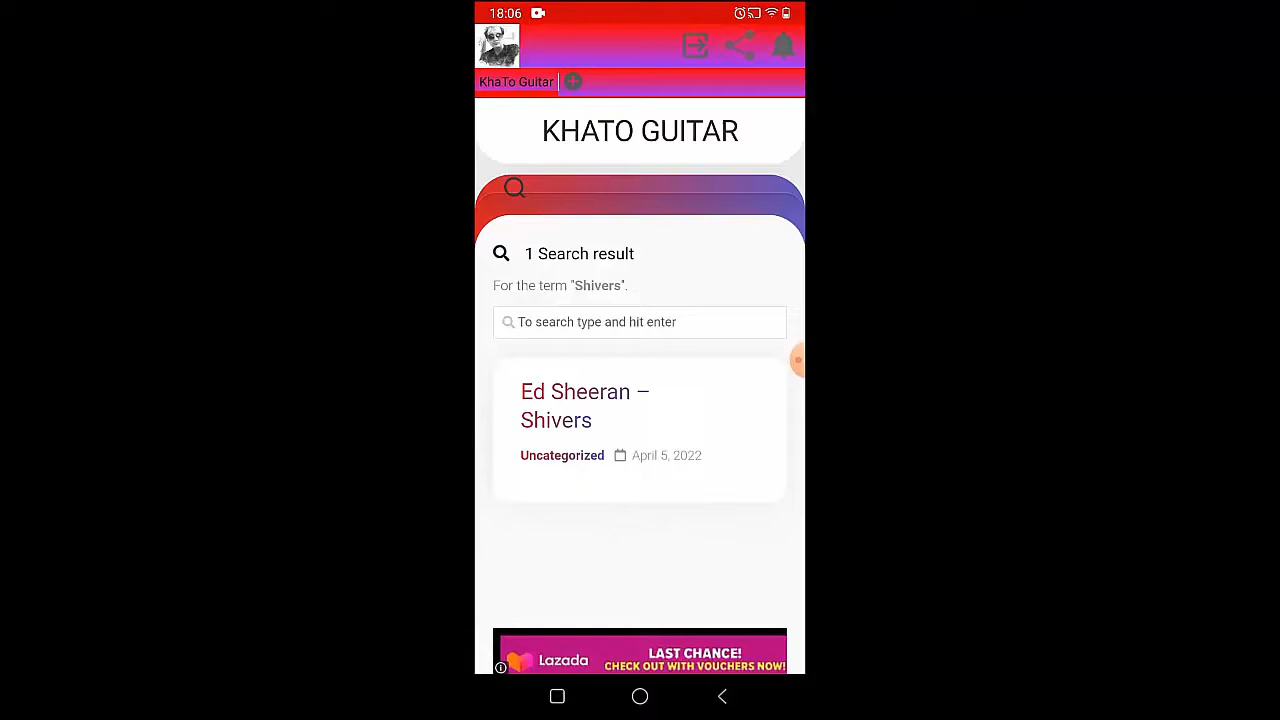 18:06
KhaTo Guitar
KHATO GUITAR
1 Search result
For the term "Shivers".
To search type and hit enter
Ed Sheeran –
Shivers
Uncategorized April 5, 2022
Lazada
LAST CHANCE!
CHECK OUT WITH VOUCHERS NOW!